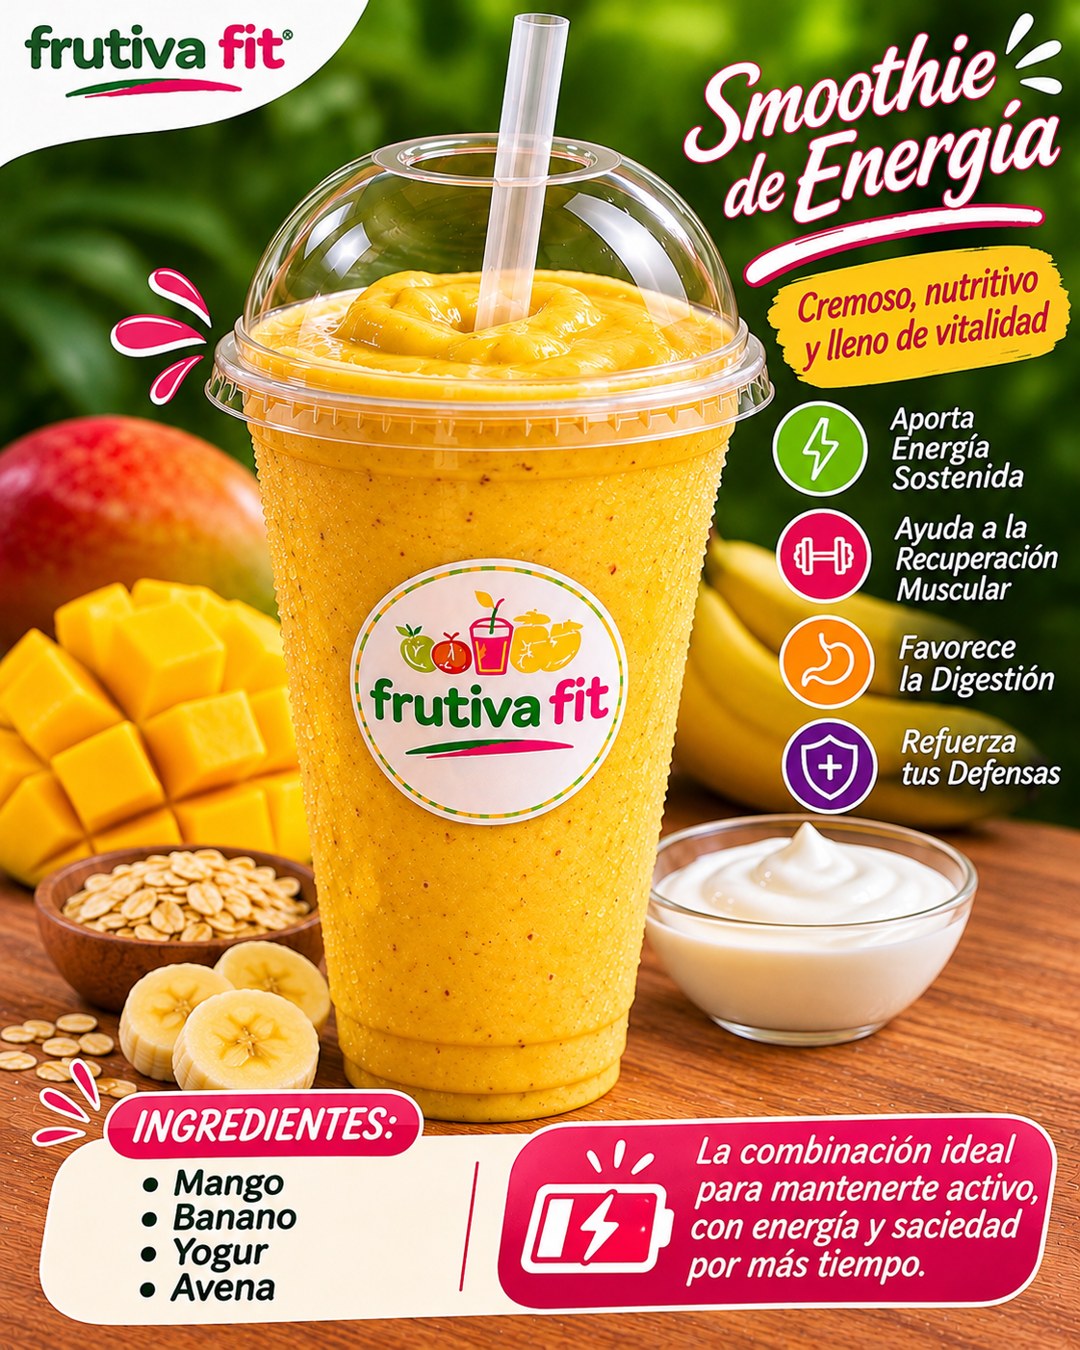 frutiva fit®
Smoothie
de Energía
Cremoso, nutritivo
y lleno de vitalidad
Aporta
Energía
Sostenida
Ayuda a la
Recuperación
Muscular
Favorece
la Digestión
Refuerza
tus Defensas
frutiva fit
INGREDIENTES:
• Mango
• Banano
• Yogur
• Avena
La combinación ideal
para mantenerte activo,
con energía y saciedad
por más tiempo.